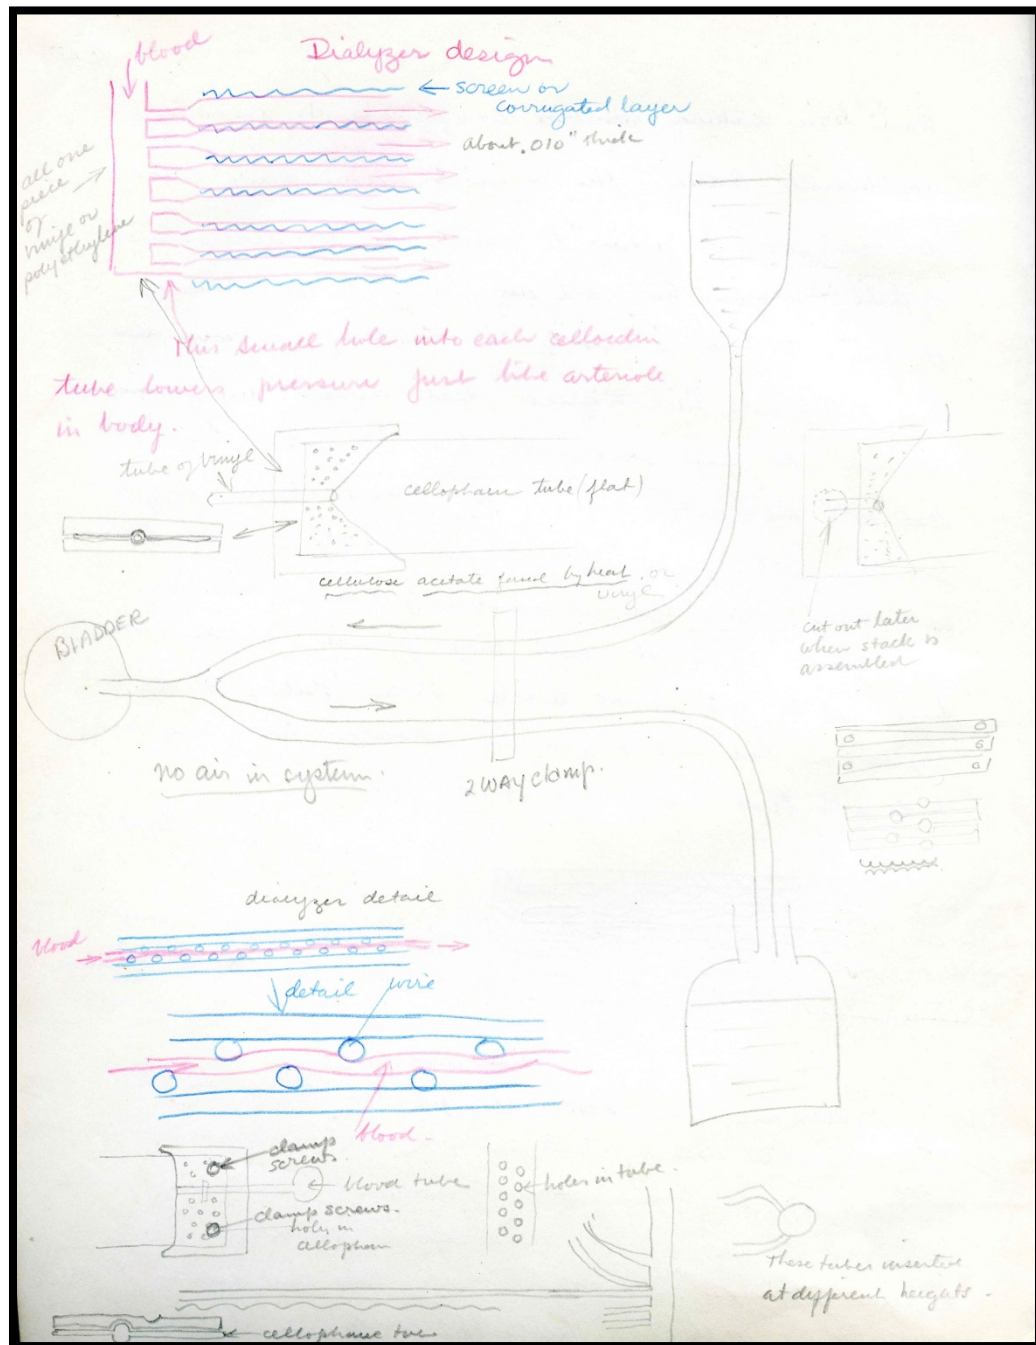 blood
Dialyzer design
← screen or
corrugated layer
about .010" thick
all one
piece
of
vinyl or
polyethylene
This small hole into each celloidin
tube lowers pressure just like arteriole
in body.
tube of vinyl
cellophane tube (flat)
cellulose acetate fused by heat or
vinyl
cut out later
when stack is
assembled
BLADDER
no air in system.
2 WAY clamp.
dialyzer detail
blood
detail wire
blood
clamp
screws.
blood tube
holes in tube.
clamp screws.
holes in
cellophan
These tubes
at different heights.
cellophane